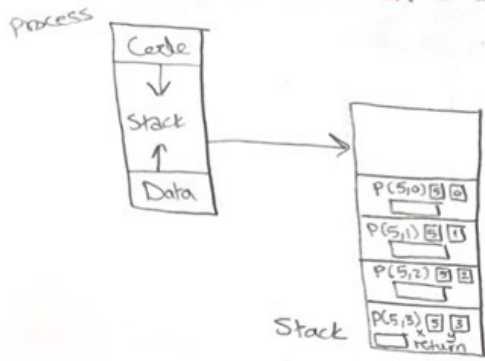 Process
Code
Stack
Data
P(5,0) 5 0
P(5,1) 5 1
P(5,2) 5 2
P(5,3) 5 3
x y
return
Stack